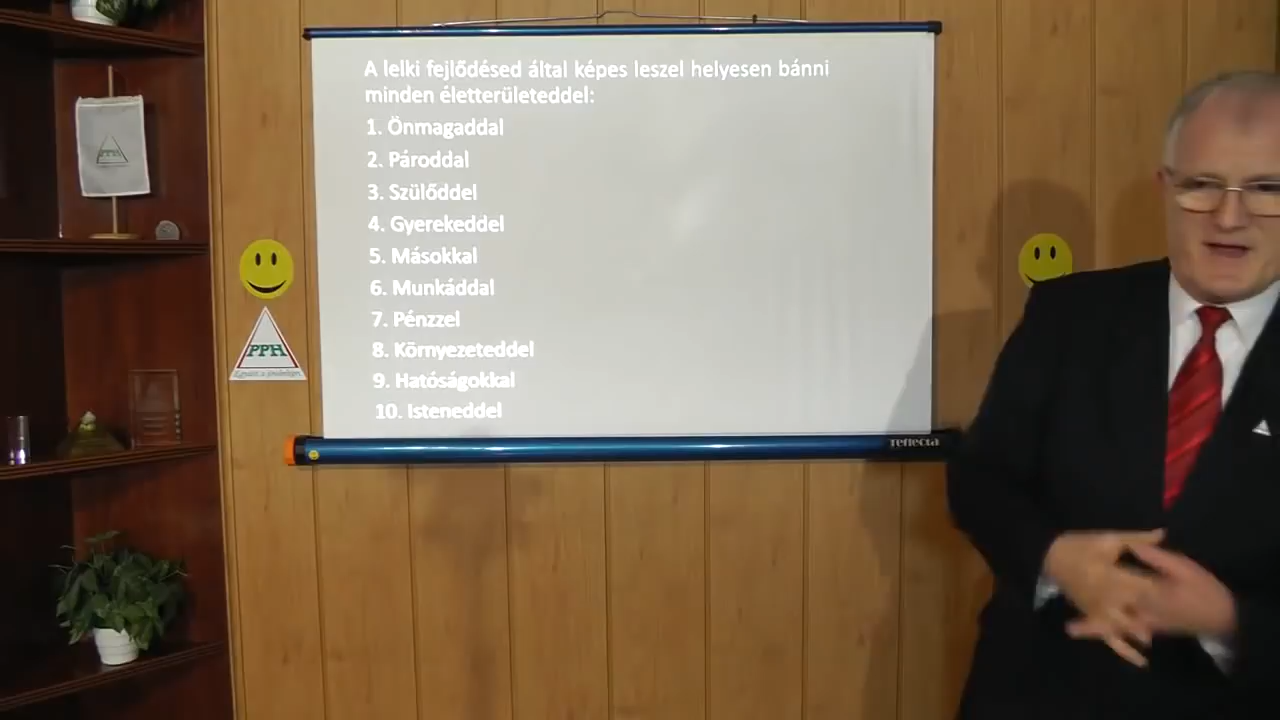 A lelki fejlődésed által képes leszel helyesen bánni
minden életterületeddel:
1. Önmagaddal
2. Pároddal
3. Szülőddel
4. Gyerekeddel
5. Másokkal
6. Munkáddal
7. Pénzzel
8. Környezeteddel
9. Hatóságokkal
10. Isteneddel
reflecta
PPH
PPH